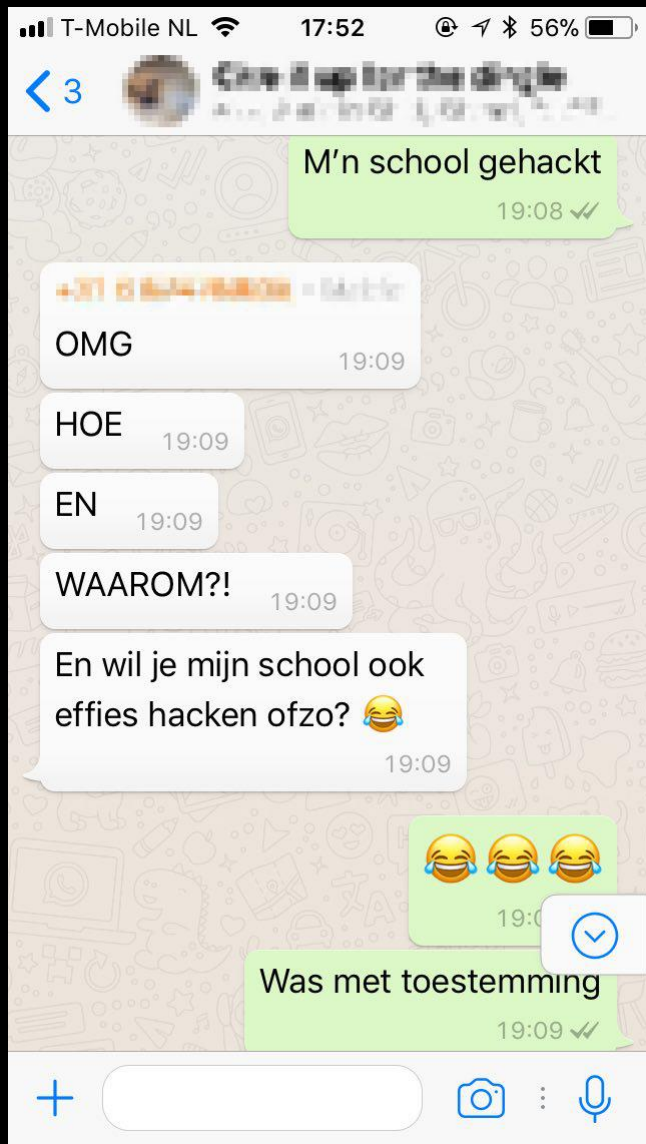 T-Mobile NL 17:52 56%
3
M'n school gehackt
19:08
OMG
19:09
HOE
19:09
EN
19:09
WAAROM?!
19:09
En wil je mijn school ook
effies hacken ofzo? 😂
19:09
😂😂😂
Was met toestemming
19:09